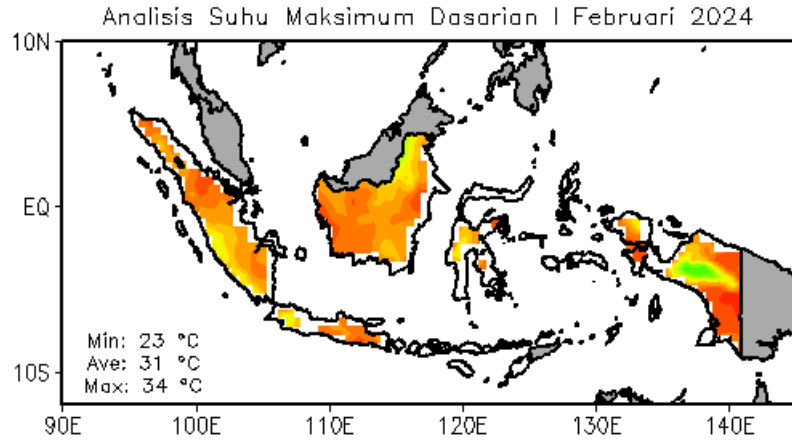 Analisis Suhu Maksimum Dasarian I Februari 2024
10N
EQ
10S
Min: 23 °C
Ave: 31 °C
Max: 34 °C
90E 100E 110E 120E 130E 140E